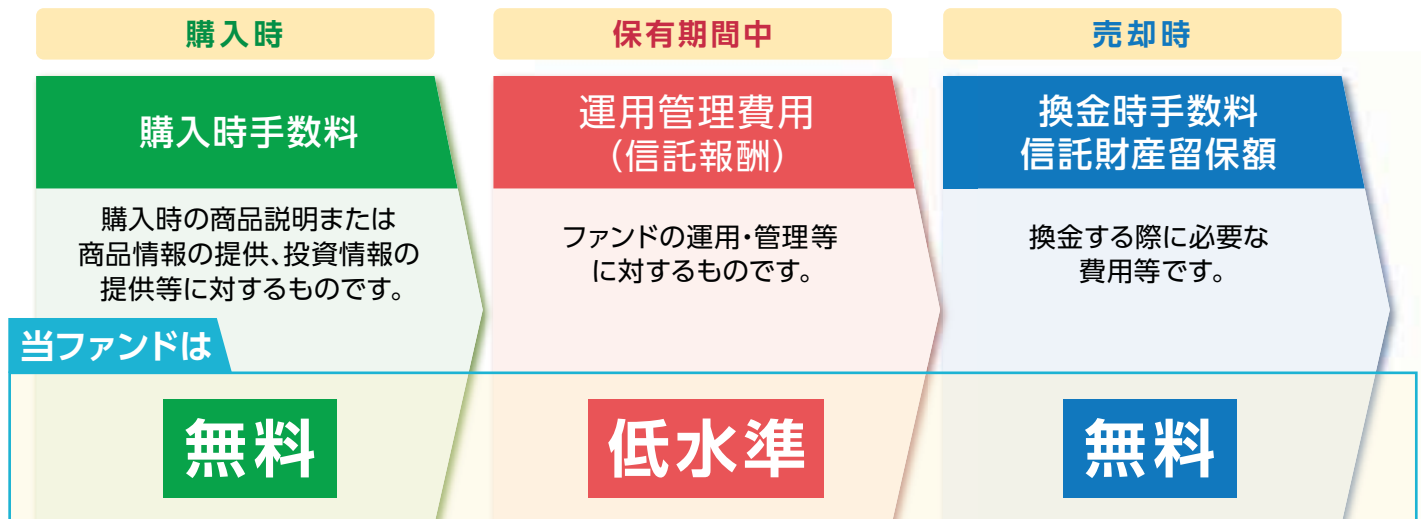 購入時
購入時手数料
購入時の商品説明または
商品情報の提供、投資情報の
提供等に対するものです。
保有期間中
運用管理費用
(信託報酬)
ファンドの運用・管理等
に対するものです。
売却時
換金時手数料
信託財産留保額
換金する際に必要な
費用等です。
当ファンドは
無料
低水準
無料